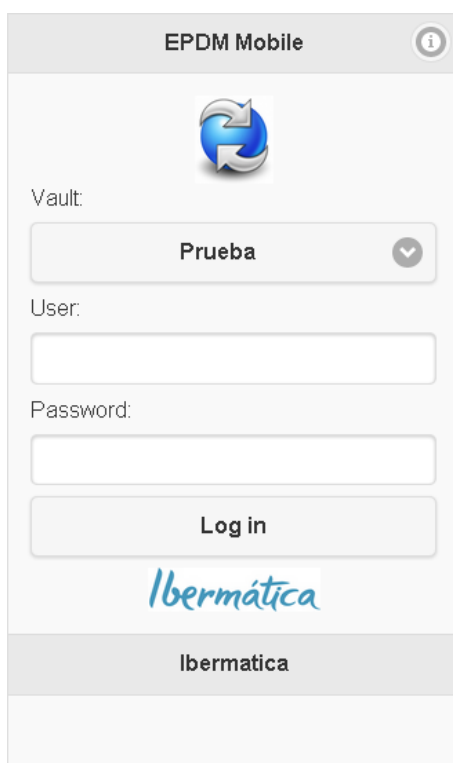 EPDM Mobile
Vault:
Prueba
User:
Password:
Log in
Ibermática
Ibermatica